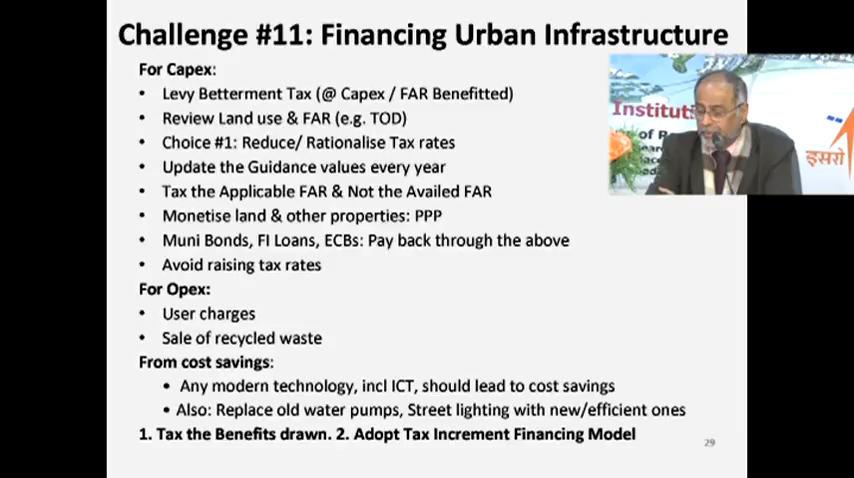 Challenge #11: Financing Urban Infrastructure
For Capex:
• Levy Betterment Tax (@ Capex / FAR Benefitted)
• Review Land use & FAR (e.g. TOD)
• Choice #1: Reduce/ Rationalise Tax rates
• Update the Guidance values every year
• Tax the Applicable FAR & Not the Availed FAR
• Monetise land & other properties: PPP
• Muni Bonds, FI Loans, ECBs: Pay back through the above
• Avoid raising tax rates
For Opex:
• User charges
• Sale of recycled waste
From cost savings:
• Any modern technology, incl ICT, should lead to cost savings
• Also: Replace old water pumps, Street lighting with new/efficient ones
1. Tax the Benefits drawn. 2. Adopt Tax Increment Financing Model
29
Institut
of R
इसरो